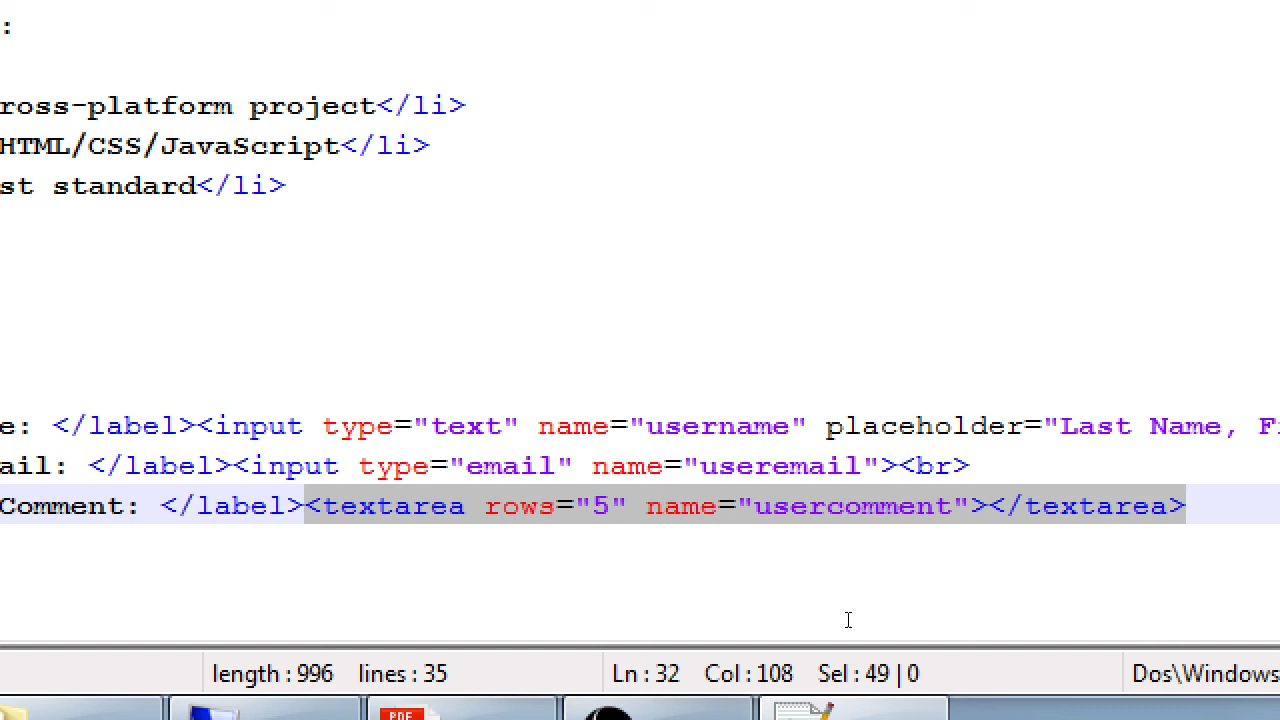 :
ross-platform project</li>
HTML/CSS/JavaScript</li>
st standard</li>
e: </label><input type="text" name="username" placeholder="Last Name, Fi
ail: </label><input type="email" name="useremail"><br>
Comment: </label><textarea rows="5" name="usercomment"></textarea>
length : 996 lines : 35 Ln : 32 Col : 108 Sel : 49 | 0 Dos\Windows
PDF